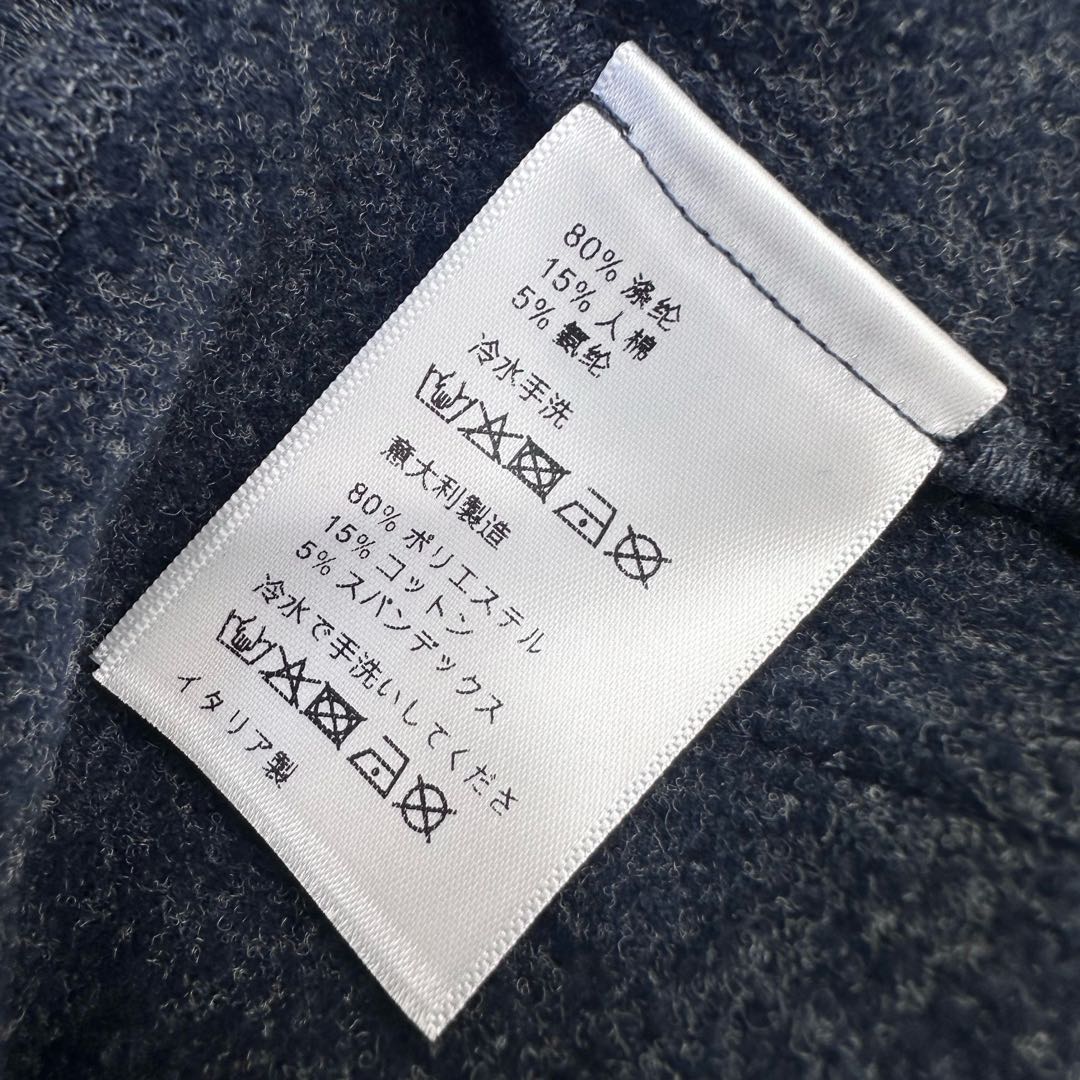 80% 涤纶
15% 人棉
5% 氨纶
冷水手洗
意大利製造
80% ポリエステル
15% コットン
5% スパンデックス
冷水で手洗いしてくださ
イタリア製